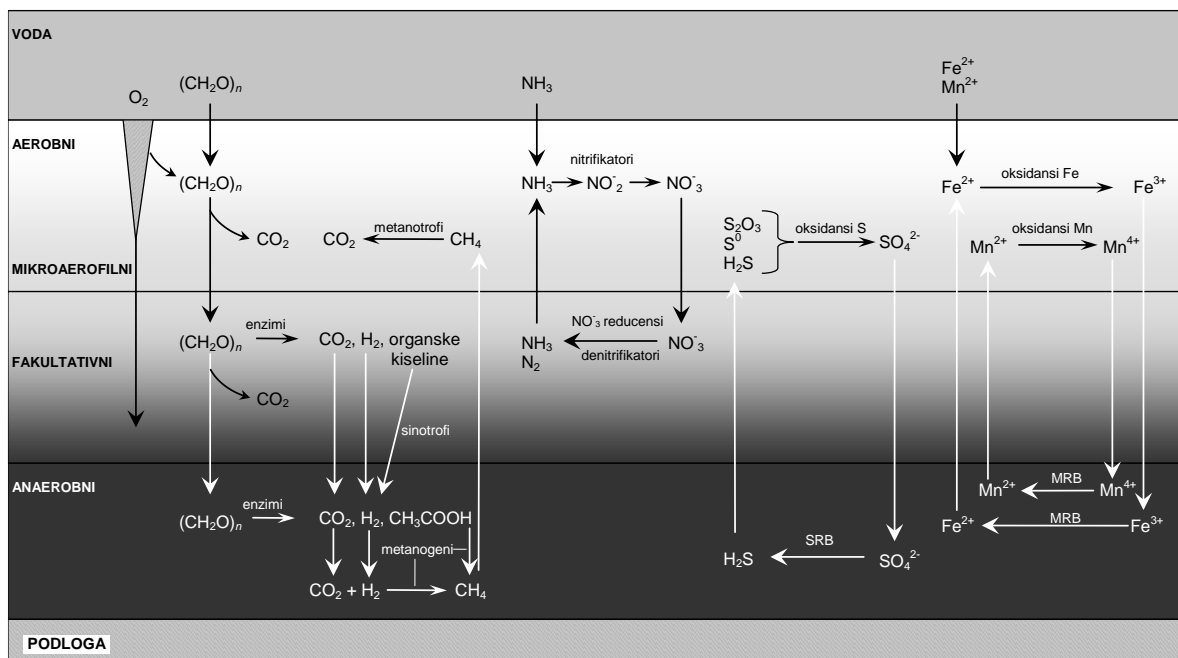 VODA
O₂
(CH₂O)ₙ
NH₃
Fe²⁺
Mn²⁺
AEROBNI
(CH₂O)ₙ
nitrifikatori
NH₃ NO⁻₂ NO⁻₃
oksidansi Fe
Fe²⁺ Fe³⁺
CO₂
metanotrofi
CO₂ CH₄
S₂O₃
S⁰
H₂S
oksidansi S
SO₄²⁻
oksidansi Mn
Mn²⁺ Mn⁴⁺
MIKROAEROFILNI
FAKULTATIVNI
(CH₂O)ₙ
enzimi
CO₂, H₂, organske
kiseline
CO₂
sinotrofi
NO⁻₃ reducensi
NH₃ NO⁻₃
N₂
denitrifikatori
ANAEROBNI
(CH₂O)ₙ
enzimi
CO₂, H₂, CH₃COOH
metanogeni
CO₂ + H₂ CH₄
SRB
H₂S SO₄²⁻
MRB
Mn²⁺ Mn⁴⁺
MRB
Fe²⁺ Fe³⁺
PODLOGA